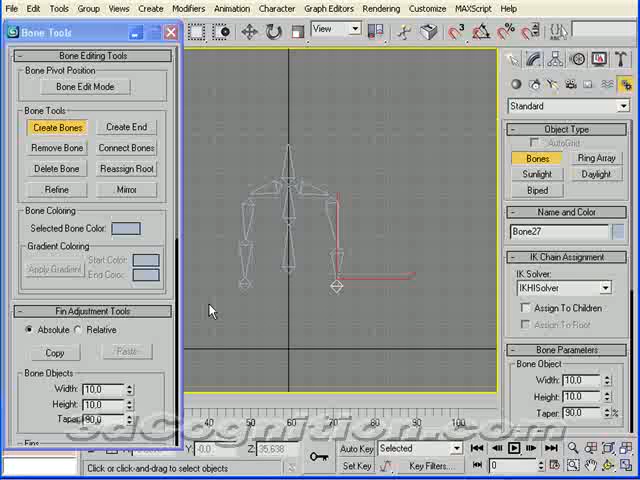 File Edit Tools Group Views Create Modifiers Animation Character Graph Editors Rendering Customize MAXScript Help
Bone Tools
View
Bone Editing Tools
Bone Pivot Position
Bone Edit Mode
Bone Tools
Create Bones Create End
Remove Bone Connect Bones
Delete Bone Reassign Root
Refine Mirror
Bone Coloring
Selected Bone Color:
Gradient Coloring
Apply Gradient Start Color:
End Color:
Fin Adjustment Tools
Absolute Relative
Copy Paste
Bone Objects
Width: 10,0
Height: 10,0
Taper: 90,0
Fins
Standard
Object Type
AutoGrid
Bones Ring Array
Sunlight Daylight
Biped
Name and Color
Bone27
IK Chain Assignment
IK Solver:
IKHISolver
Assign To Children
Assign To Root
Bone Parameters
Bone Object
Width: 10,0
Height: 10,0
Taper: 90,0 %
50 60 70 80 90 100
3dCognition.com
Y: -0,0 Z: 35,638
Auto Key Selected
Set Key Key Filters...
0
Click or click-and-drag to select objects